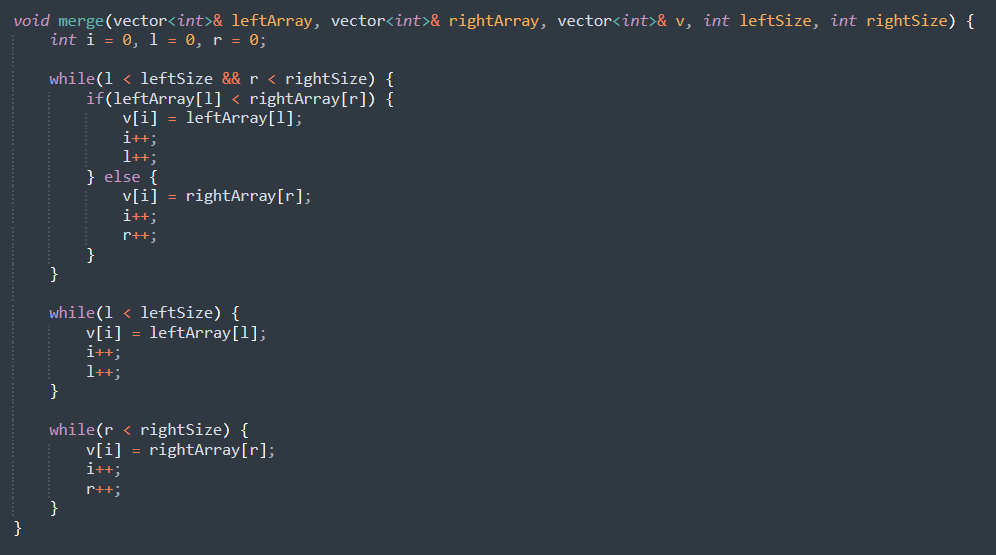 void merge(vector<int>& leftArray, vector<int>& rightArray, vector<int>& v, int leftSize, int rightSize) {
    int i = 0, l = 0, r = 0;

    while(l < leftSize && r < rightSize) {
        if(leftArray[l] < rightArray[r]) {
            v[i] = leftArray[l];
            i++;
            l++;
        } else {
            v[i] = rightArray[r];
            i++;
            r++;
        }
    }

    while(l < leftSize) {
        v[i] = leftArray[l];
        i++;
        l++;
    }

    while(r < rightSize) {
        v[i] = rightArray[r];
        i++;
        r++;
    }
}